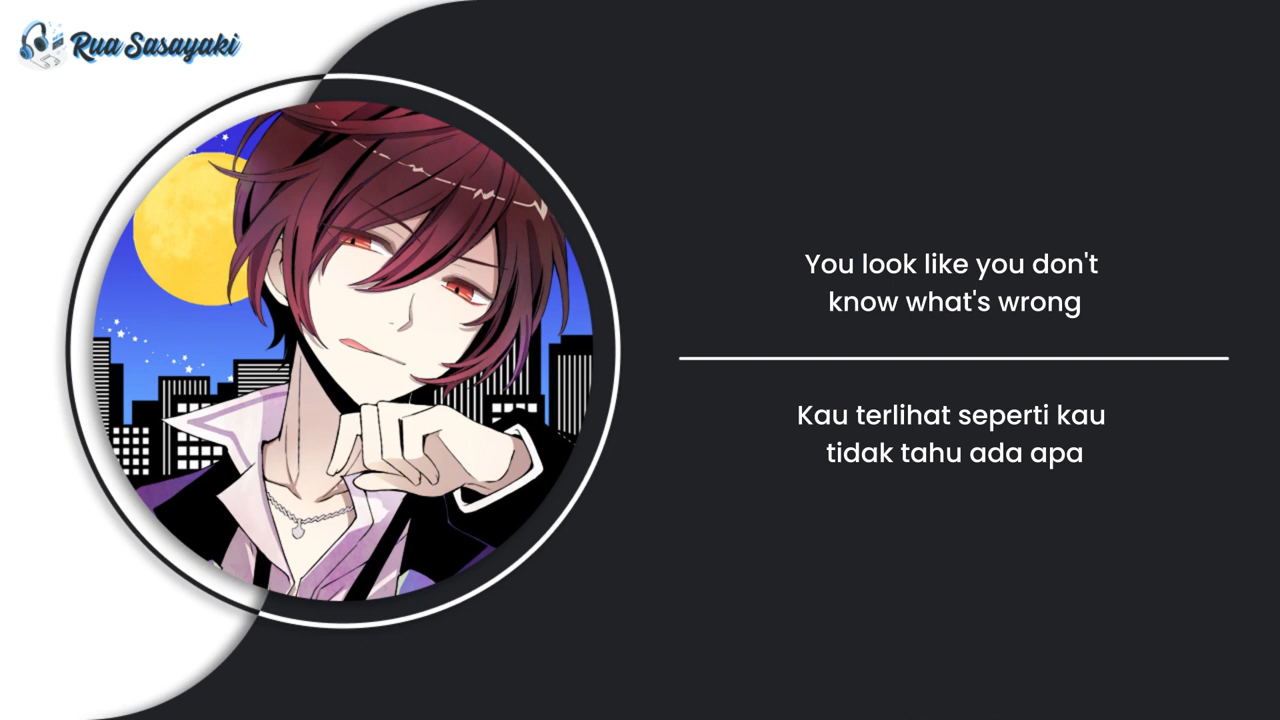 Rua Sasayaki
You look like you don't
know what's wrong
Kau terlihat seperti kau
tidak tahu ada apa